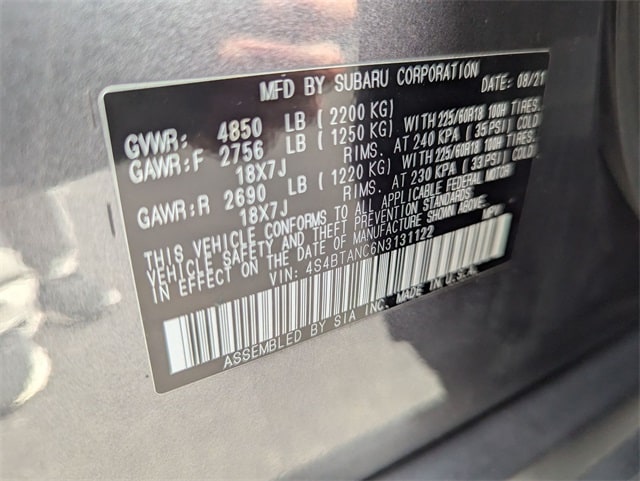 MFD BY SUBARU CORPORATION DATE: 08/21
GVWR: 4850 LB ( 2200 KG)
GAWR:F 2756 LB ( 1250 KG) WITH 225/60R18 100H TIRES.
18X7J RIMS. AT 240 KPA ( 35 PSI) COLD
GAWR:R 2690 LB ( 1220 KG) WITH 225/60R18 100H TIRES.
18X7J RIMS. AT 230 KPA ( 33 PSI) COLD
THIS VEHICLE CONFORMS TO ALL APPLICABLE FEDERAL MOTOR
VEHICLE SAFETY AND THEFT PREVENTION STANDARDS
IN EFFECT ON THE DATE OF MANUFACTURE SHOWN ABOVE.
VIN: 4S4BTANC6N3131122 MPV
ASSEMBLED BY SIA INC. MADE IN U.S.A.